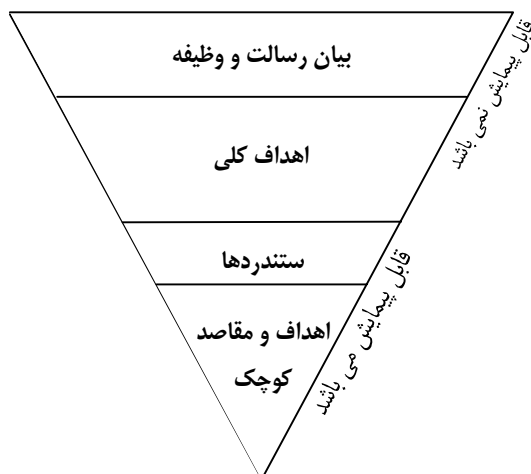 بیان رسالت و وظیفه
قابل پیمایش نمی باشد
اهداف کلی
ستندردها
قابل پیمایش می باشد
اهداف و مقاصد
کوچک